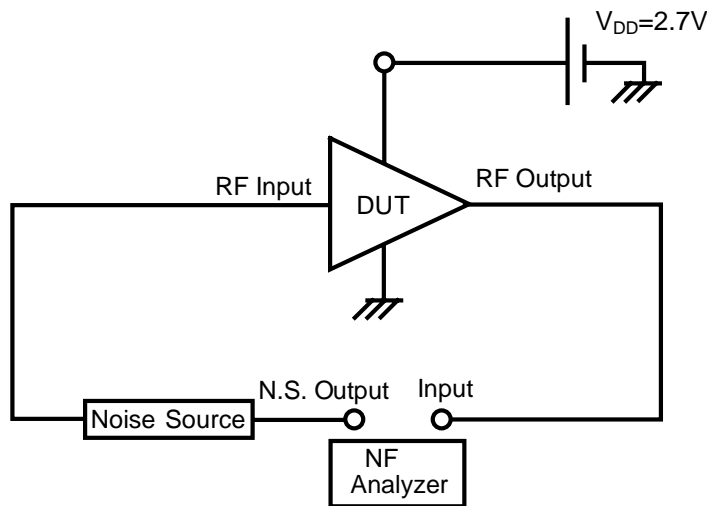 V_DD=2.7V
RF Input
DUT
RF Output
N.S. Output
Input
Noise Source
NF
Analyzer